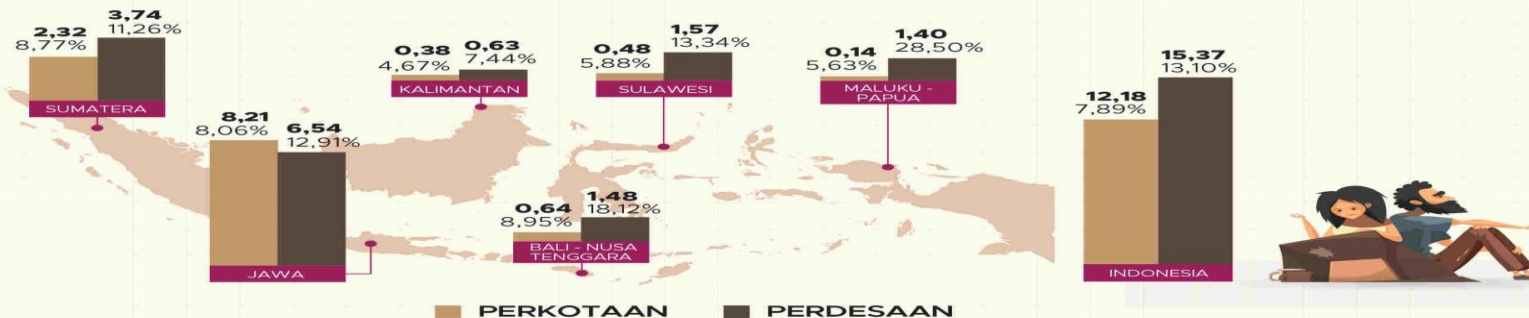 2,32
8,77%
3,74
11,26%
SUMATERA
8,21
8,06%
6,54
12,91%
JAWA
0,38
4,67%
0,63
7,44%
KALIMANTAN
0,64
8,95%
1,48
18,12%
BALI - NUSA
TENGGARA
0,48
5,88%
1,57
13,34%
SULAWESI
0,14
5,63%
1,40
28,50%
MALUKU -
PAPUA
12,18
7,89%
15,37
13,10%
INDONESIA
PERKOTAAN
PERDESAAN